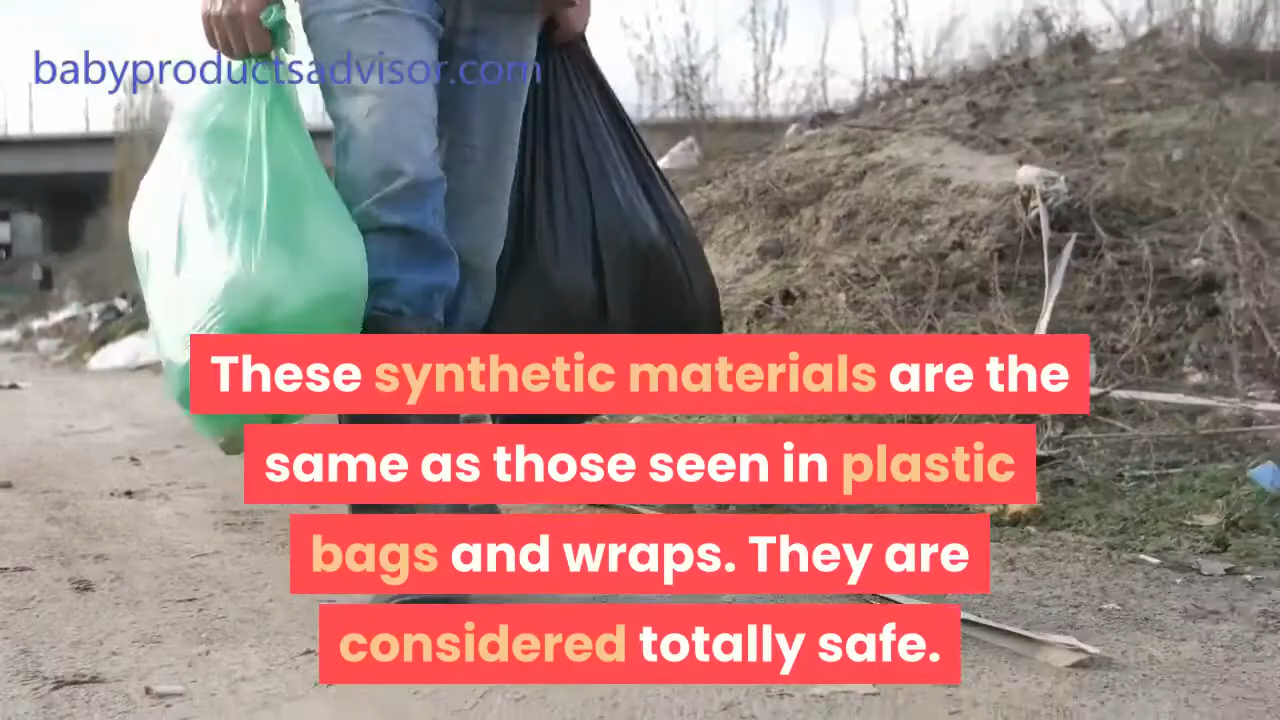 babyproductsadvisor.com
These synthetic materials are the
same as those seen in plastic
bags and wraps. They are
considered totally safe.